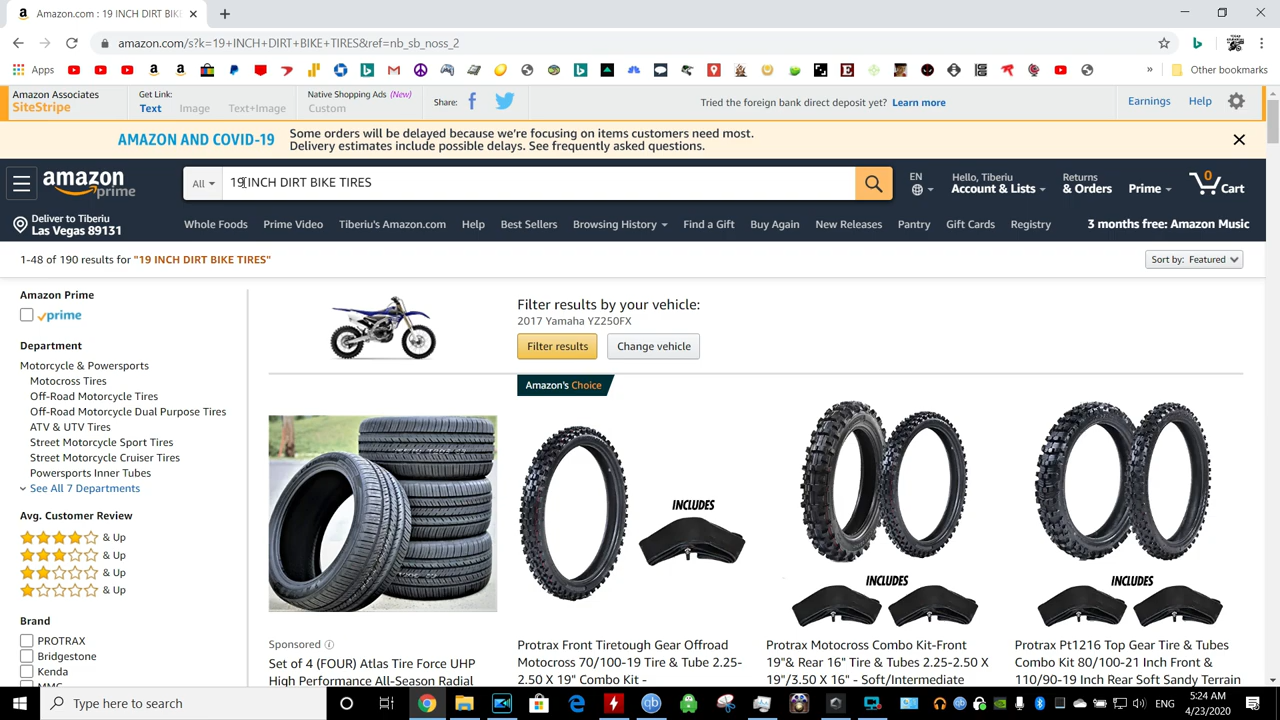 Amazon.com : 19 INCH DIRT BIK
amazon.com/s?k=19+INCH+DIRT+BIKE+TIRES&ref=nb_sb_noss_2
Apps
»
Other bookmarks
Amazon Associates
SiteStripe
Get Link:
Text Image Text+Image
Native Shopping Ads (New)
Custom
Share:
Tried the foreign bank direct deposit yet? Learn more
Earnings Help
AMAZON AND COVID-19
Some orders will be delayed because we're focusing on items customers need most.
Delivery estimates include possible delays. See frequently asked questions.
amazon
prime
All
19 INCH DIRT BIKE TIRES
EN
Hello, Tiberiu
Account & Lists
Returns
& Orders
Prime
0
Cart
Deliver to Tiberiu
Las Vegas 89131
Whole Foods Prime Video Tiberiu's Amazon.com Help Best Sellers Browsing History Find a Gift Buy Again New Releases Pantry Gift Cards Registry
3 months free: Amazon Music
1-48 of 190 results for "19 INCH DIRT BIKE TIRES"
Sort by: Featured
Amazon Prime
prime
Department
Motorcycle & Powersports
Motocross Tires
Off-Road Motorcycle Tires
Off-Road Motorcycle Dual Purpose Tires
ATV & UTV Tires
Street Motorcycle Sport Tires
Street Motorcycle Cruiser Tires
Powersports Inner Tubes
See All 7 Departments
Avg. Customer Review
& Up
& Up
& Up
& Up
Brand
PROTRAX
Bridgestone
Kenda
Filter results by your vehicle:
2017 Yamaha YZ250FX
Filter results
Change vehicle
Amazon's Choice
INCLUDES
INCLUDES
INCLUDES
Sponsored
Set of 4 (FOUR) Atlas Tire Force UHP
High Performance All-Season Radial
Protrax Front Tiretough Gear Offroad
Motocross 70/100-19 Tire & Tube 2.25-
2.50 X 19" Combo Kit -
Protrax Motocross Combo Kit-Front
19"& Rear 16" Tire & Tubes 2.25-2.50 X
19"/3.50 X 16" - Soft/Intermediate
Protrax Pt1216 Top Gear Tire & Tubes
Combo Kit 80/100-21 Inch Front &
110/90-19 Inch Rear Soft Sandy Terrain
Type here to search
ENG
5:24 AM
4/23/2020